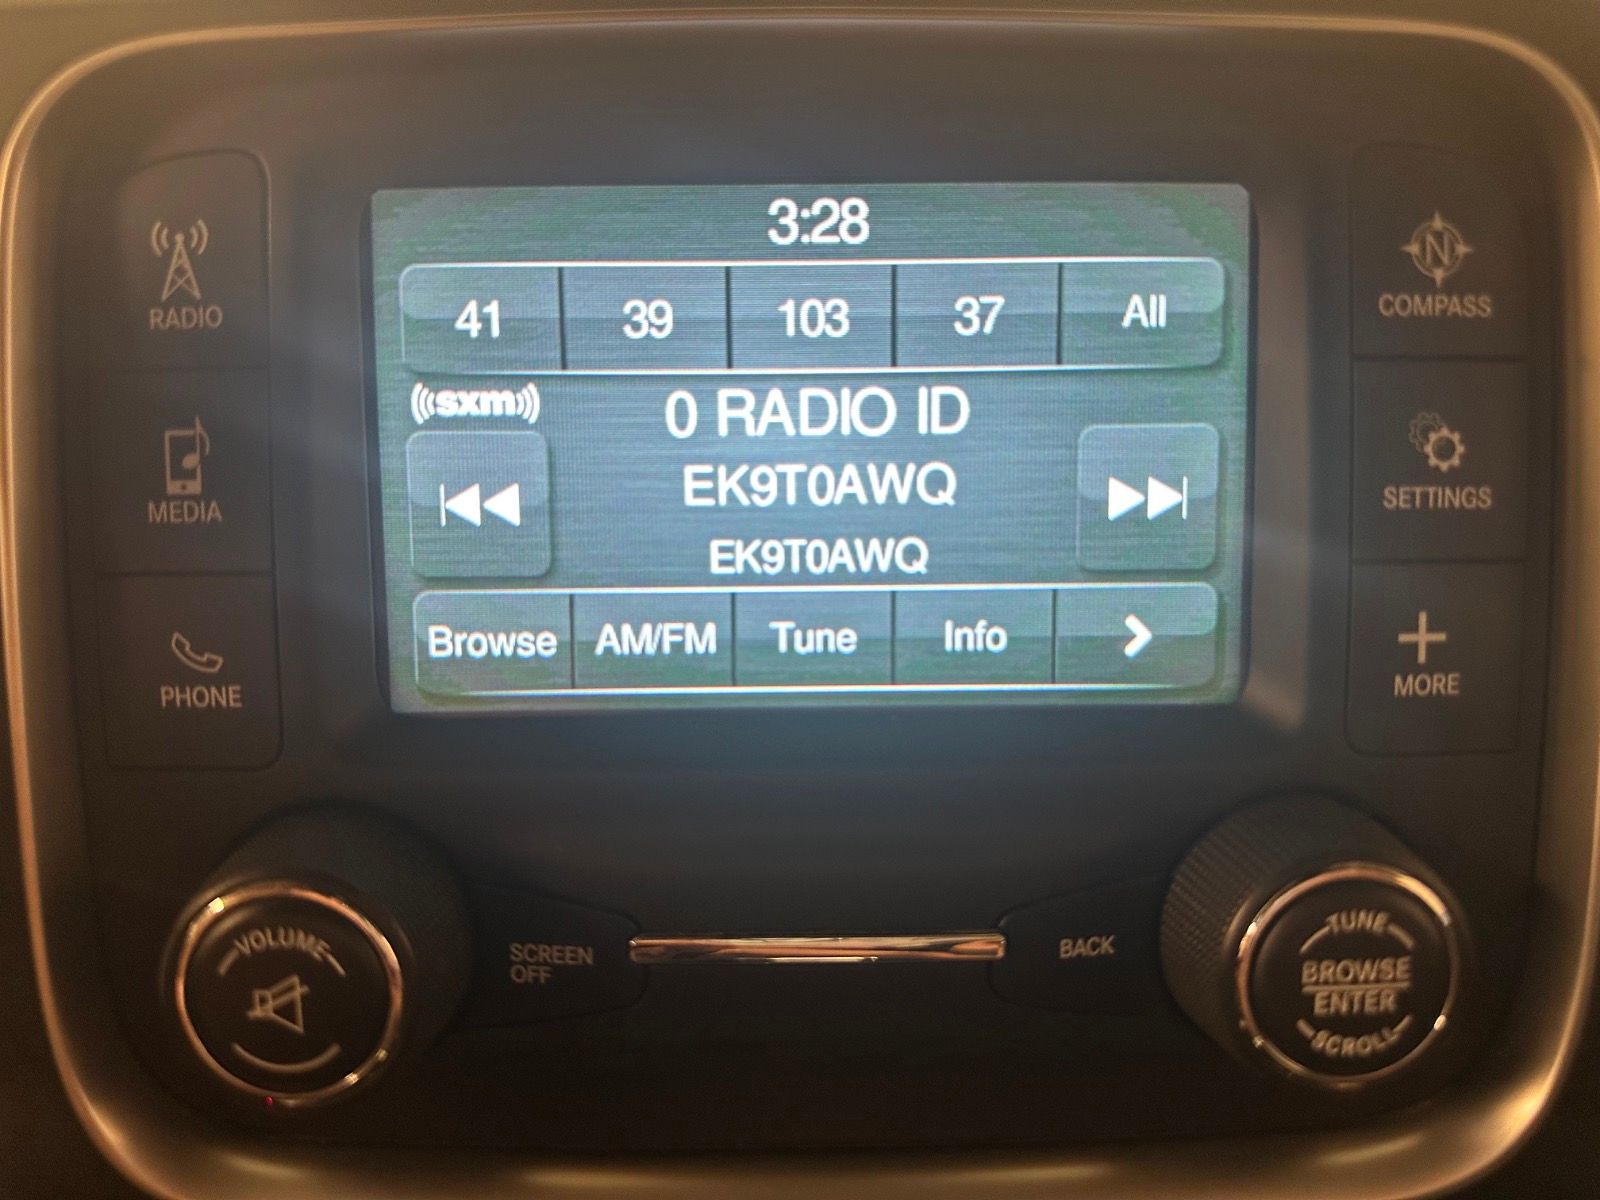 3:28
41 39 103 37 All
sxm
0 RADIO ID
EK9T0AWQ
EK9T0AWQ
Browse AM/FM Tune Info
RADIO
MEDIA
PHONE
N
COMPASS
SETTINGS
MORE
VOLUME
SCREEN
OFF
BACK
TUNE
BROWSE
ENTER
SCROLL